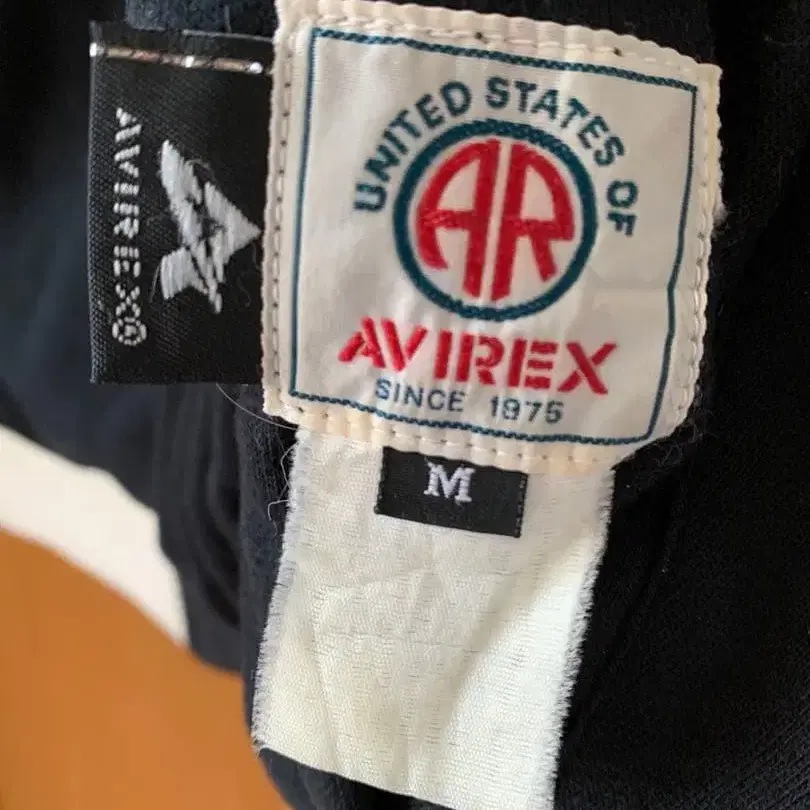 UNITED STATES OF
AR
AVIREX
SINCE 1975
M
AVIREX®